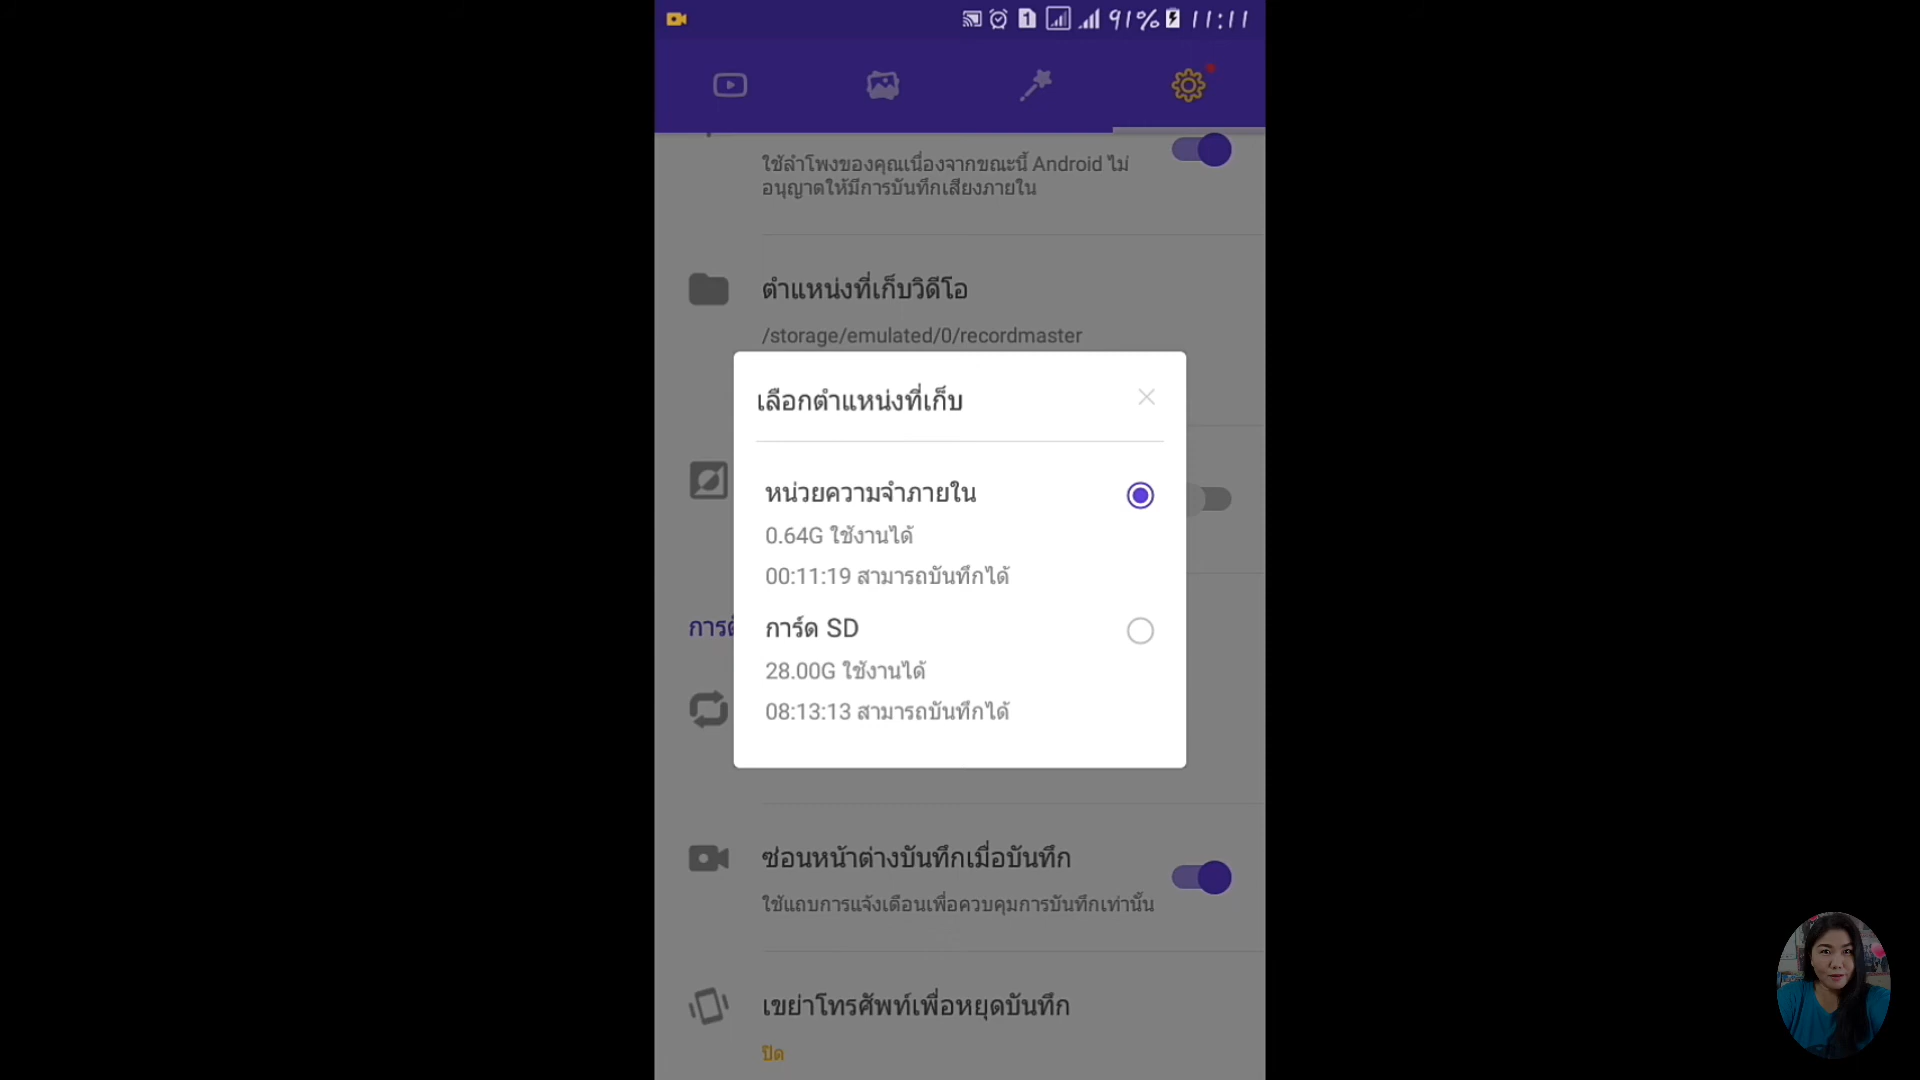 91% 11:11
ใช้ลำโพงของคุณเนื่องจากขณะนี้ Android ไม่
อนุญาตให้มีการบันทึกเสียงภายใน
ตำแหน่งที่เก็บวิดีโอ
/storage/emulated/0/recordmaster
เลือกตำแหน่งที่เก็บ
หน่วยความจำภายใน
0.64G ใช้งานได้
00:11:19 สามารถบันทึกได้
การ์ด SD
28.00G ใช้งานได้
08:13:13 สามารถบันทึกได้
ซ่อนหน้าต่างบันทึกเมื่อบันทึก
ใช้แถบการแจ้งเตือนเพื่อควบคุมการบันทึกเท่านั้น
เขย่าโทรศัพท์เพื่อหยุดบันทึก
ปิด